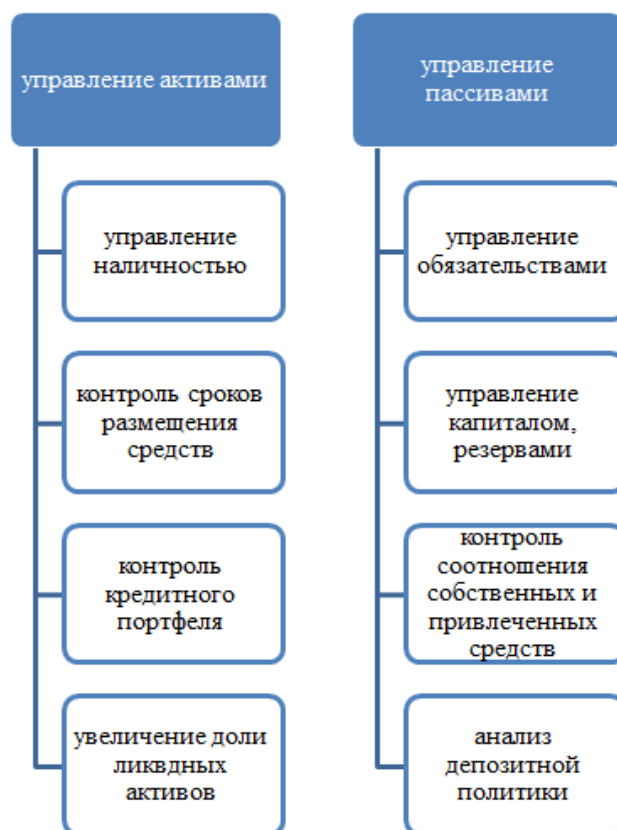 управление активами
управление
наличностью
контроль сроков
размещения
средств
контроль
кредитного
портфеля
увеличение доли
ликвдных
активов
управление
пассивами
управление
обязательствами
управление
капиталом,
резервами
контроль
соотношения
собственных и
привлеченных
средств
анализ
депозитной
политики